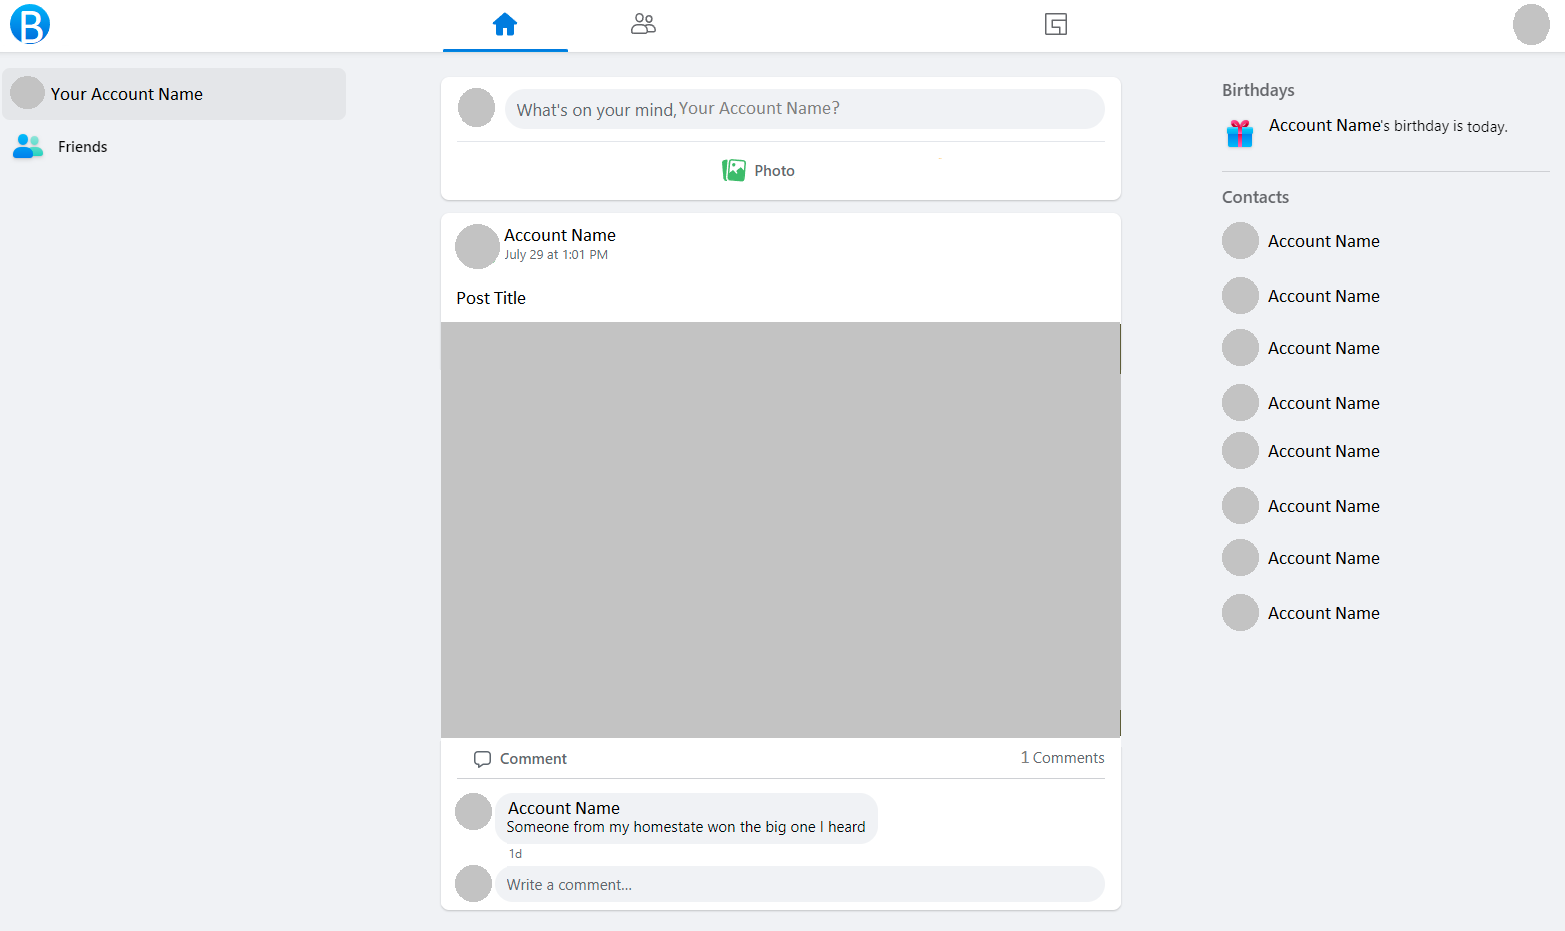 B
Your Account Name
Friends
What's on your mind, Your Account Name?
Photo
Account Name
July 29 at 1:01 PM
Post Title
Comment
1 Comments
Account Name
Someone from my homestate won the big one I heard
1d
Write a comment...
Birthdays
Account Name's birthday is today.
Contacts
Account Name
Account Name
Account Name
Account Name
Account Name
Account Name
Account Name
Account Name